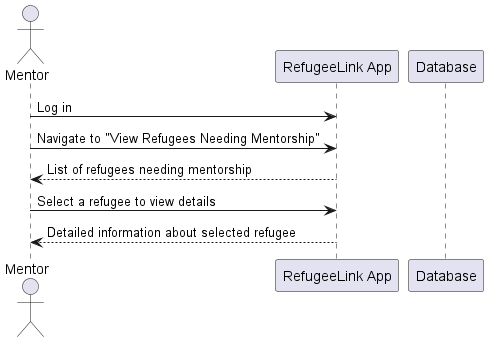 Mentor
RefugeeLink App
Database
Log in
Navigate to "View Refugees Needing Mentorship"
List of refugees needing mentorship
Select a refugee to view details
Detailed information about selected refugee
Mentor
RefugeeLink App
Database